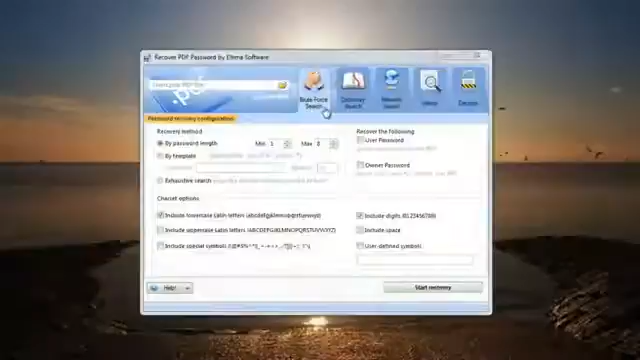 Recover PDF Password by Eltima Software
.pdf
Brute-Force
Search
Dictionary
Search
Network
Search
Decrypt
Password recovery configuration
Recovery method
By password length
Min
Max
By template
Exhaustive search
Recover the following
User Password
Owner Password
Charset options
Include lowercase Latin letters (abcdefgjklmnopqrstuvwxyz)
Include uppercase Latin letters (ABCDEFGJKLMNOPQRSTUVWXYZ)
Include special symbols
Include digits (0123456789)
Include space
User defined symbols
Help!
Start recovery